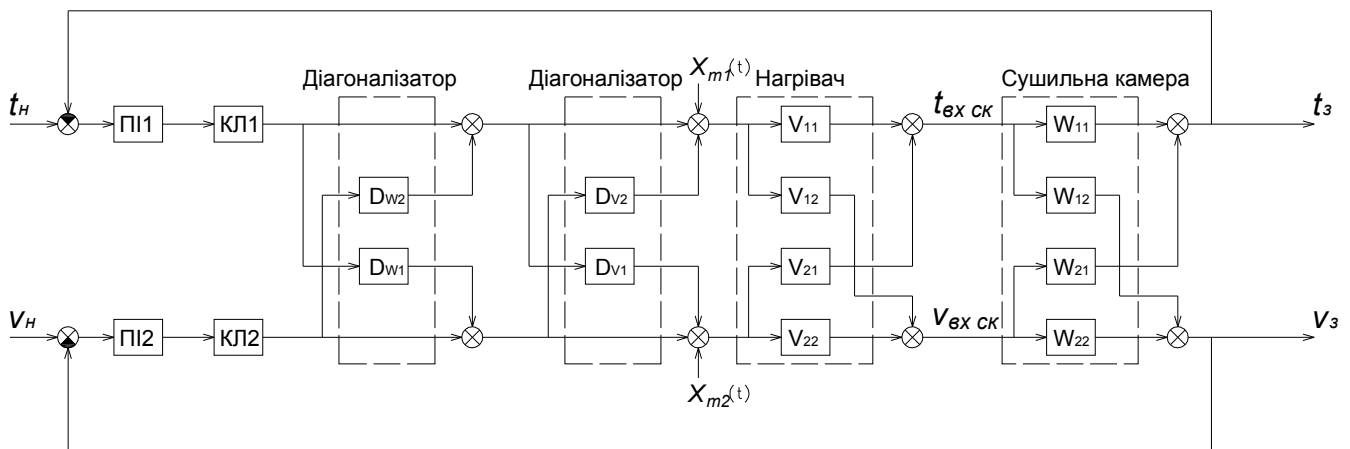 Діагоналізатор
Діагоналізатор
Xm1(t)
Нагрівач
Сушильна камера
tн
ПІ1
КЛ1
V11
tвх ск
W11
tз
DW2
DV2
V12
W12
DW1
DV1
V21
W21
vн
ПІ2
КЛ2
V22
vвх ск
W22
vз
Xm2(t)